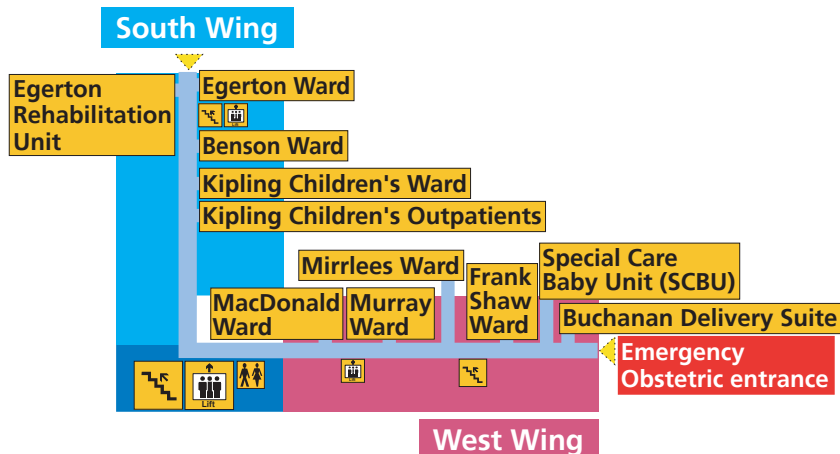 South Wing
Egerton
Rehabilitation
Unit
Egerton Ward
Lift
Benson Ward
Kipling Children's Ward
Kipling Children's Outpatients
Mirrlees Ward
Frank
Shaw
Ward
Special Care
Baby Unit (SCBU)
MacDonald
Ward
Murray
Ward
Buchanan Delivery Suite
Emergency
Obstetric entrance
Lift
Lift
West Wing